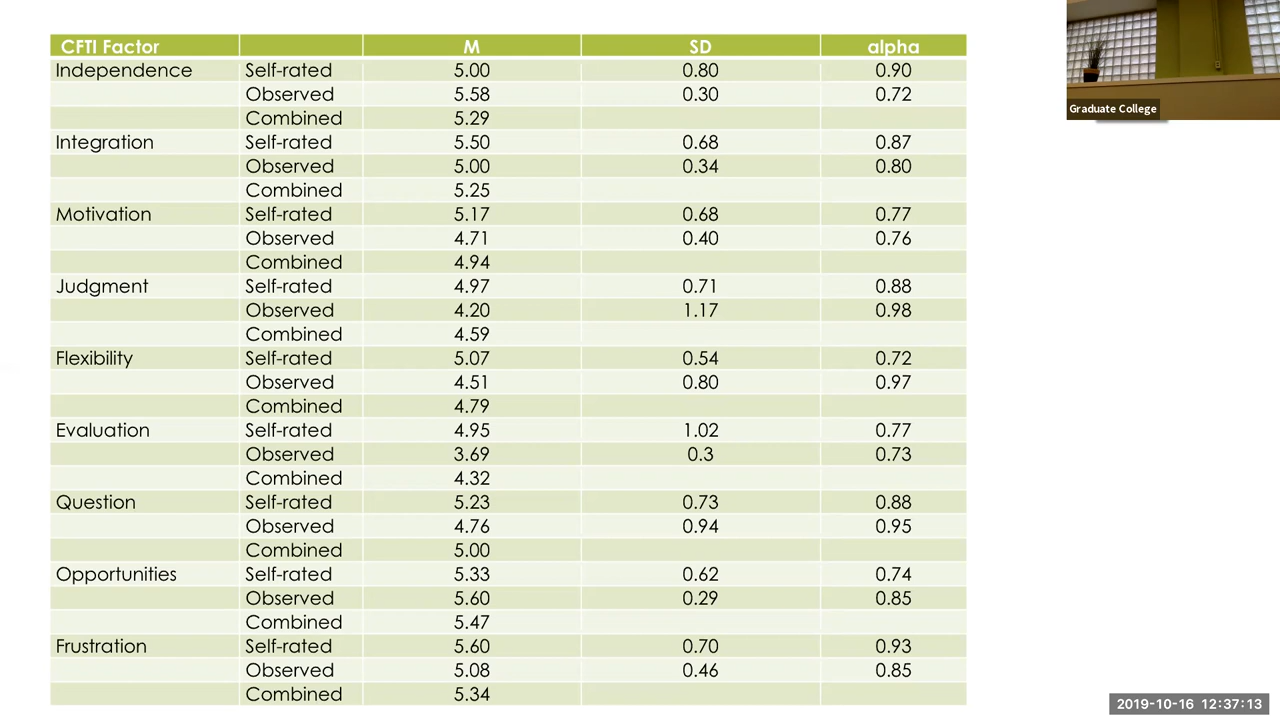 CFTI Factor M SD alpha
Independence Self-rated 5.00 0.80 0.90
Observed 5.58 0.30 0.72
Combined 5.29
Integration Self-rated 5.50 0.68 0.87
Observed 5.00 0.34 0.80
Combined 5.25
Motivation Self-rated 5.17 0.68 0.77
Observed 4.71 0.40 0.76
Combined 4.94
Judgment Self-rated 4.97 0.71 0.88
Observed 4.20 1.17 0.98
Combined 4.59
Flexibility Self-rated 5.07 0.54 0.72
Observed 4.51 0.80 0.97
Combined 4.79
Evaluation Self-rated 4.95 1.02 0.77
Observed 3.69 0.3 0.73
Combined 4.32
Question Self-rated 5.23 0.73 0.88
Observed 4.76 0.94 0.95
Combined 5.00
Opportunities Self-rated 5.33 0.62 0.74
Observed 5.60 0.29 0.85
Combined 5.47
Frustration Self-rated 5.60 0.70 0.93
Observed 5.08 0.46 0.85
Combined 5.34
Graduate College
2019-10-16 12:37:13